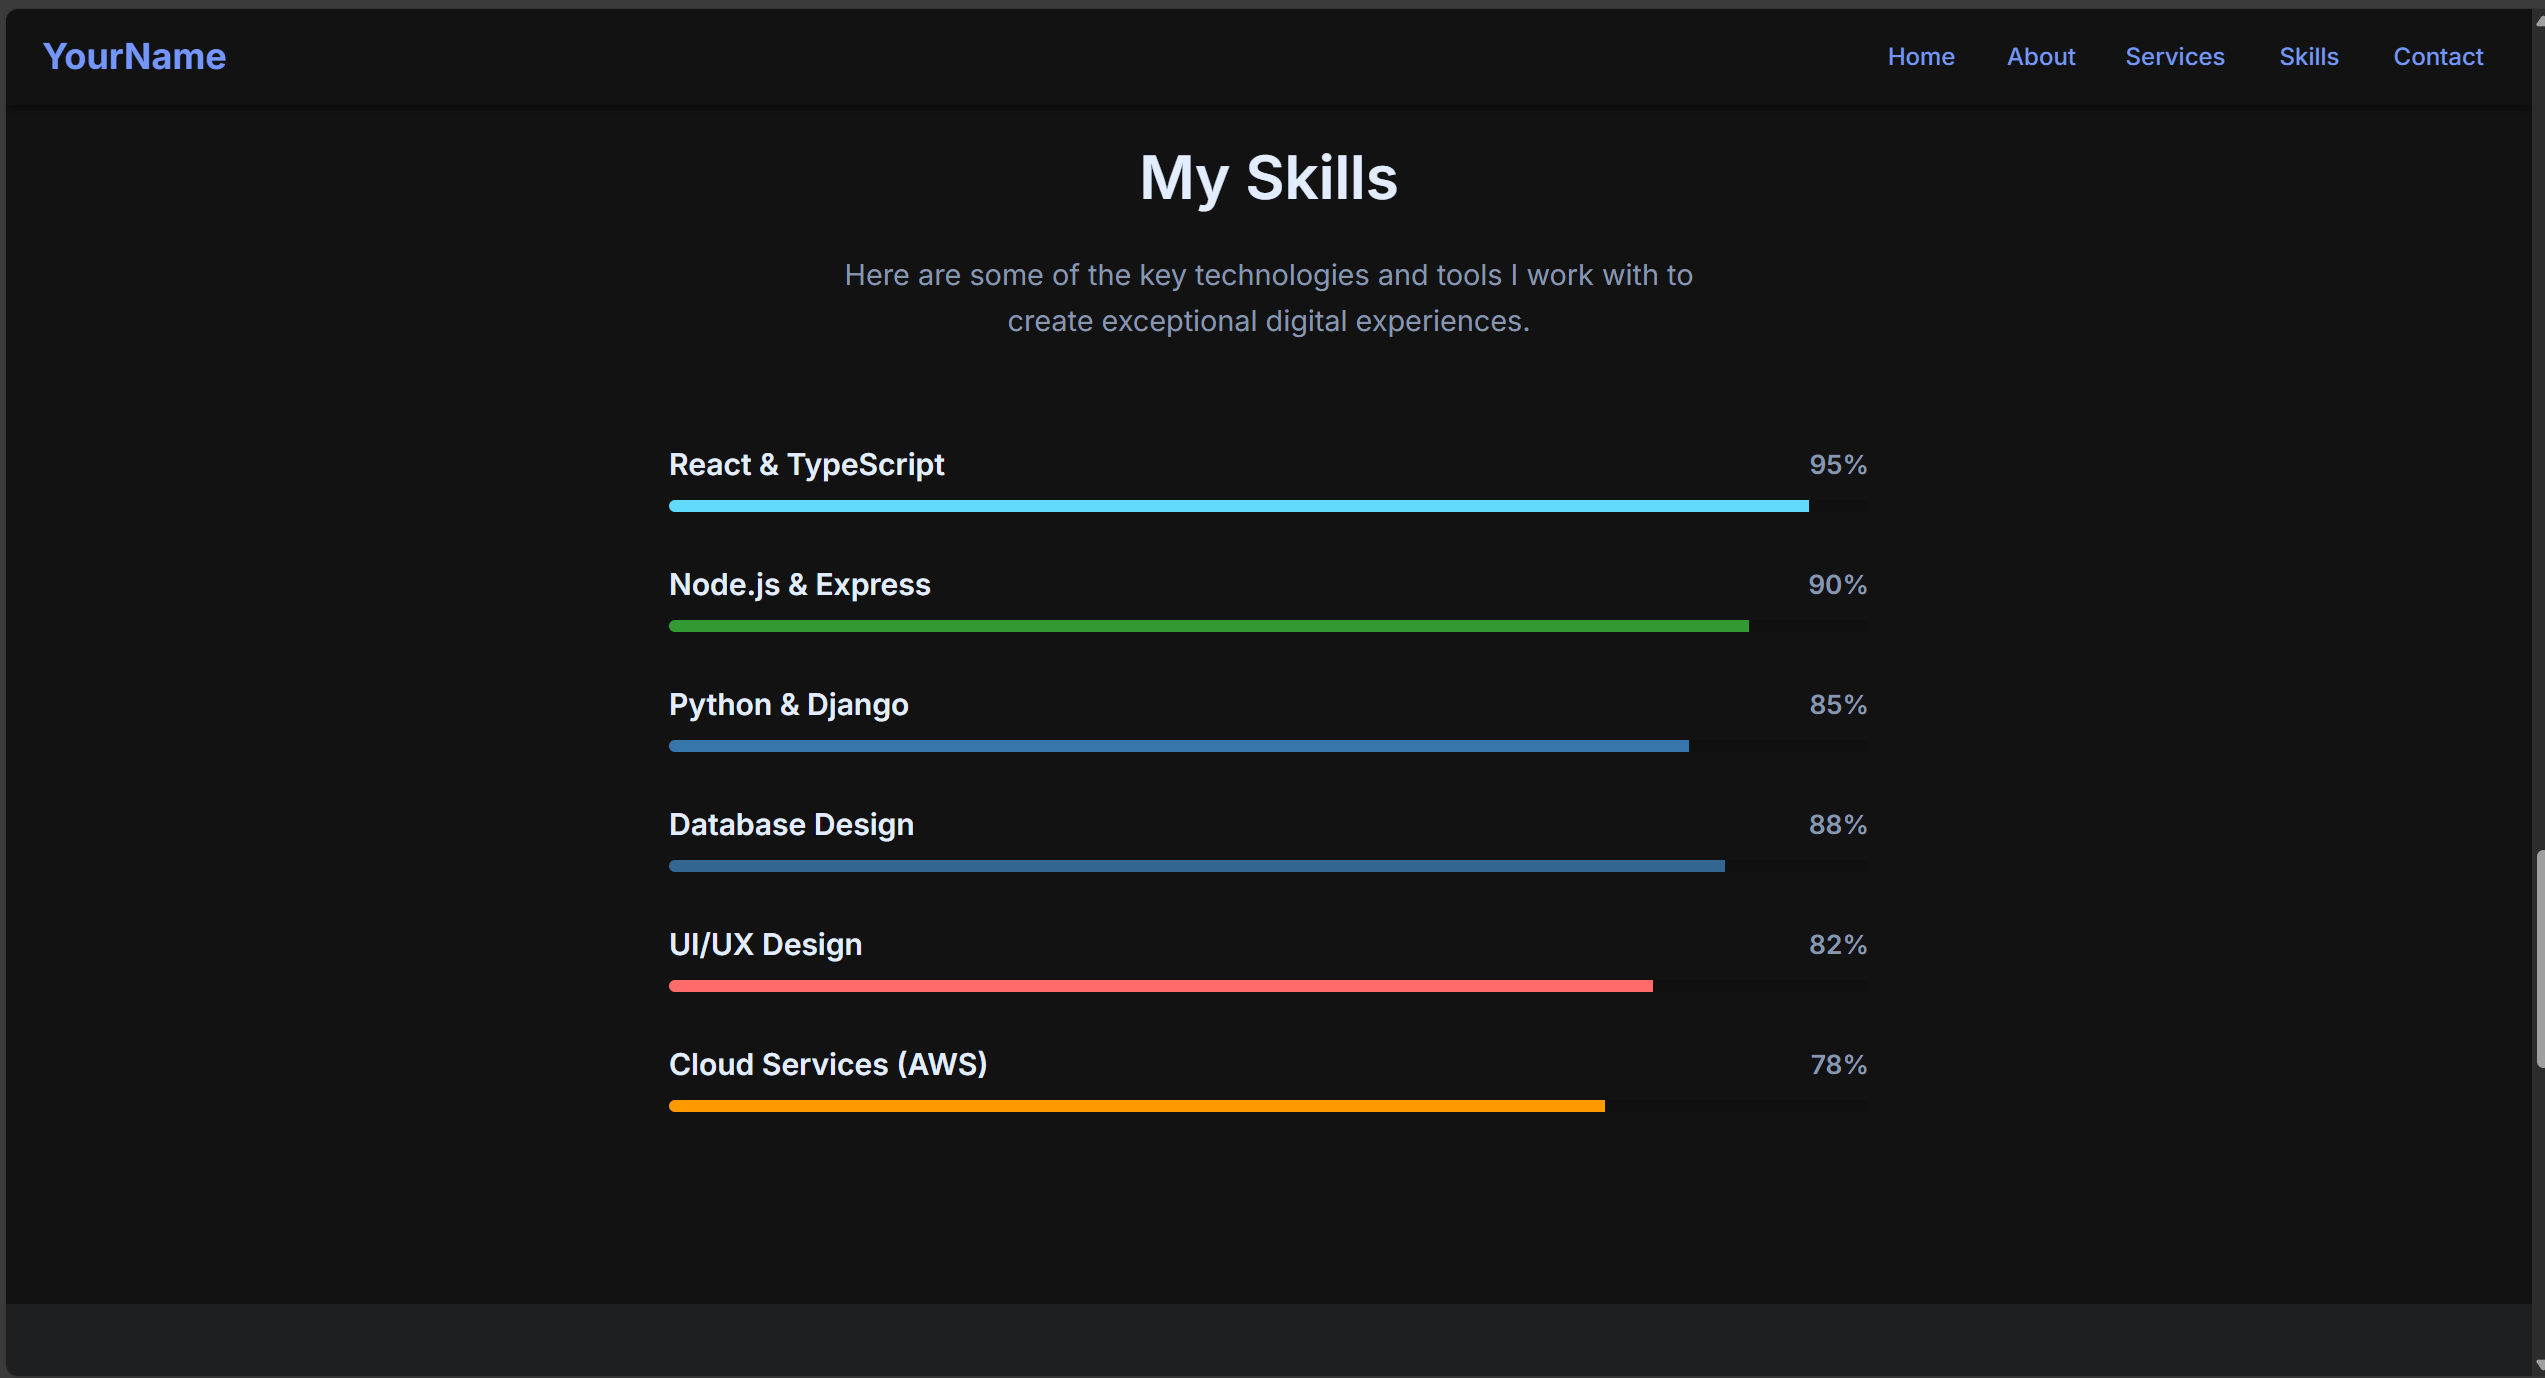 YourName
Home About Services Skills Contact
My Skills
Here are some of the key technologies and tools I work with to
create exceptional digital experiences.
React & TypeScript 95%
Node.js & Express 90%
Python & Django 85%
Database Design 88%
UI/UX Design 82%
Cloud Services (AWS) 78%